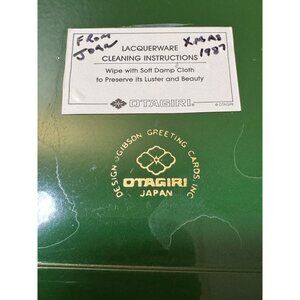 FROM
JOAN
XMAS
1987
LACQUERWARE
CLEANING INSTRUCTIONS
Wipe with Soft Damp Cloth
to Preserve its Luster and Beauty
OTAGIRI
© OTAGIRI
DESIGN ©GIBSON GREETING CARDS INC
OTAGIRI
JAPAN